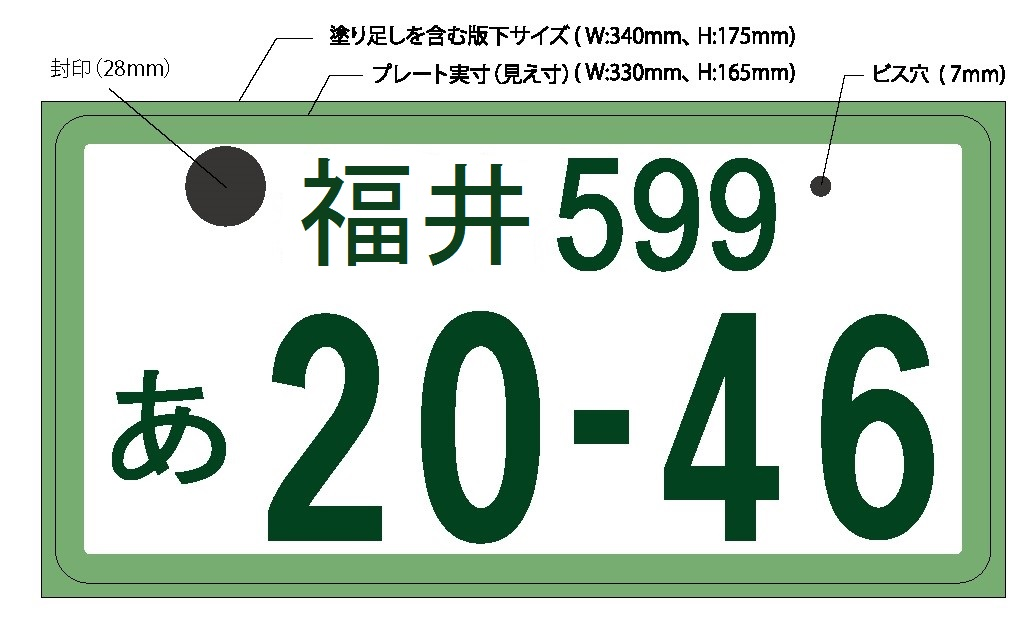 塗り足しを含む版下サイズ ( W:340mm、H:175mm)
封印（28mm）
プレート実寸（見え寸）( W:330mm、H:165mm)
ビス穴 ( 7mm)
福井 599
あ 20-46